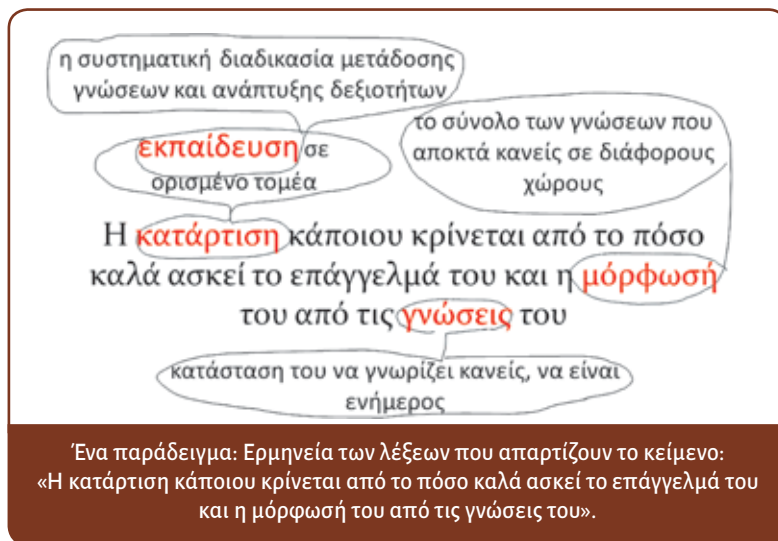 η συστηματική διαδικασία μετάδοσης
γνώσεων και ανάπτυξης δεξιοτήτων
το σύνολο των γνώσεων που
αποκτά κανείς σε διάφορους
χώρους
εκπαίδευση σε
ορισμένο τομέα
Η κατάρτιση κάποιου κρίνεται από το πόσο
καλά ασκεί το επάγγελμά του και η μόρφωσή
του από τις γνώσεις του
κατάσταση του να γνωρίζει κανείς, να είναι
ενήμερος
Ένα παράδειγμα: Ερμηνεία των λέξεων που απαρτίζουν το κείμενο:
«Η κατάρτιση κάποιου κρίνεται από το πόσο καλά ασκεί το επάγγελμά του
και η μόρφωσή του από τις γνώσεις του».